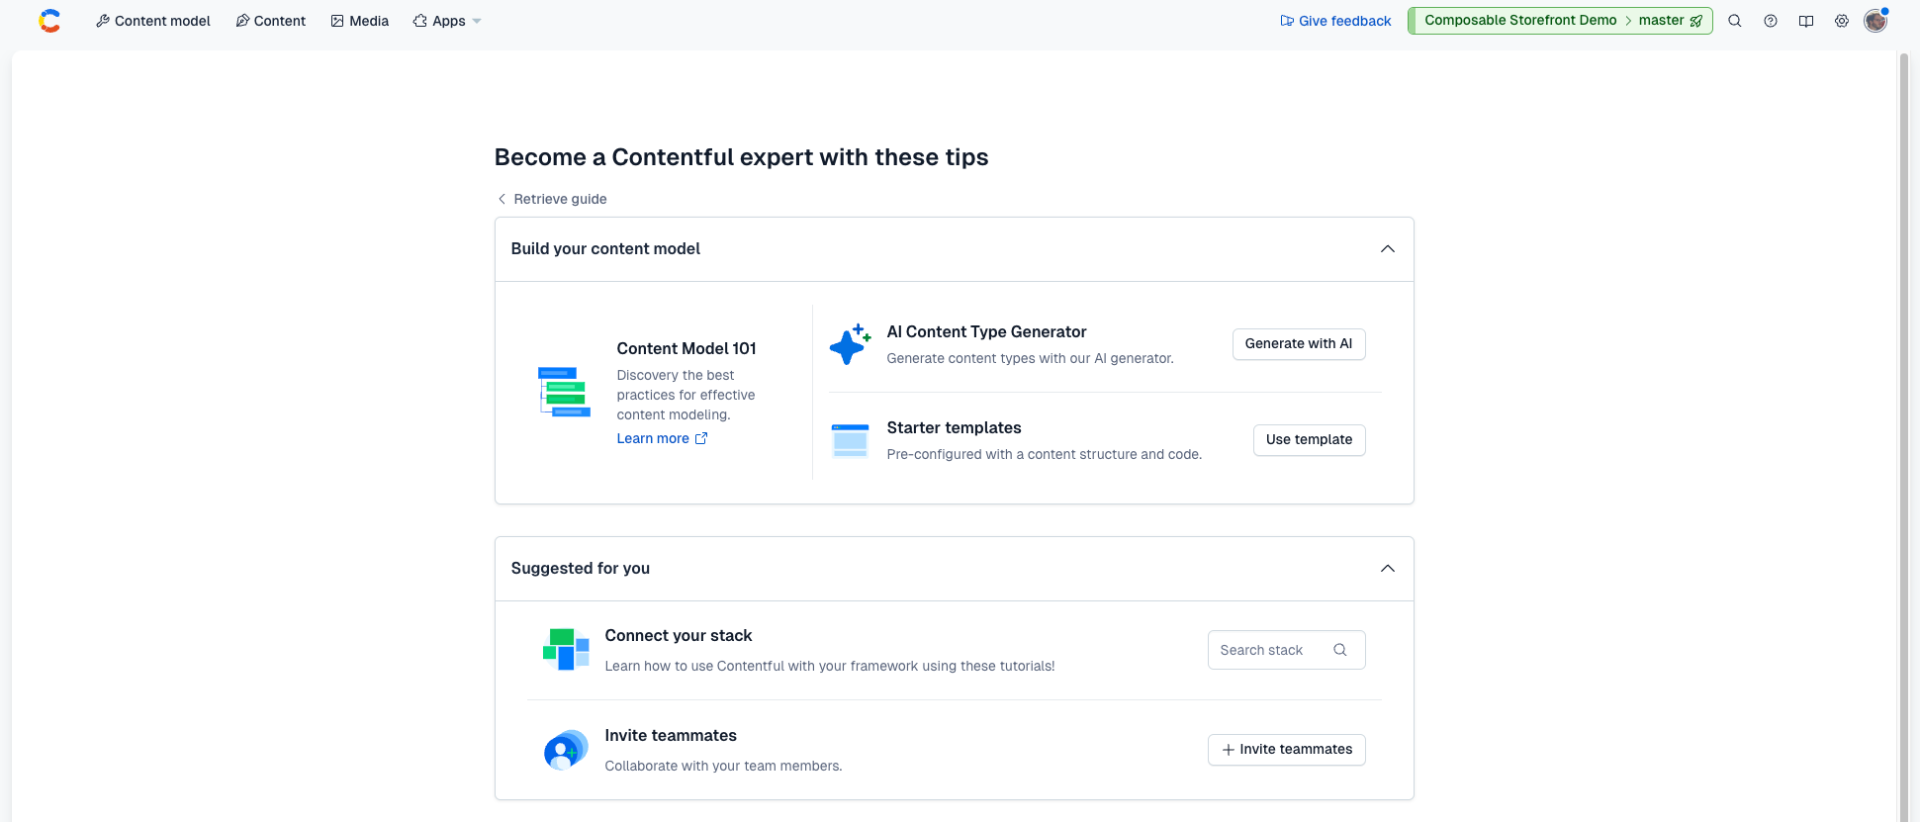 Content model
Content
Media
Apps
Give feedback
Composable Storefront Demo > master
Become a Contentful expert with these tips
Retrieve guide
Build your content model
Content Model 101
Discovery the best
practices for effective
content modeling.
Learn more
AI Content Type Generator
Generate content types with our AI generator.
Generate with AI
Starter templates
Pre-configured with a content structure and code.
Use template
Suggested for you
Connect your stack
Learn how to use Contentful with your framework using these tutorials!
Search stack
Invite teammates
Collaborate with your team members.
+ Invite teammates